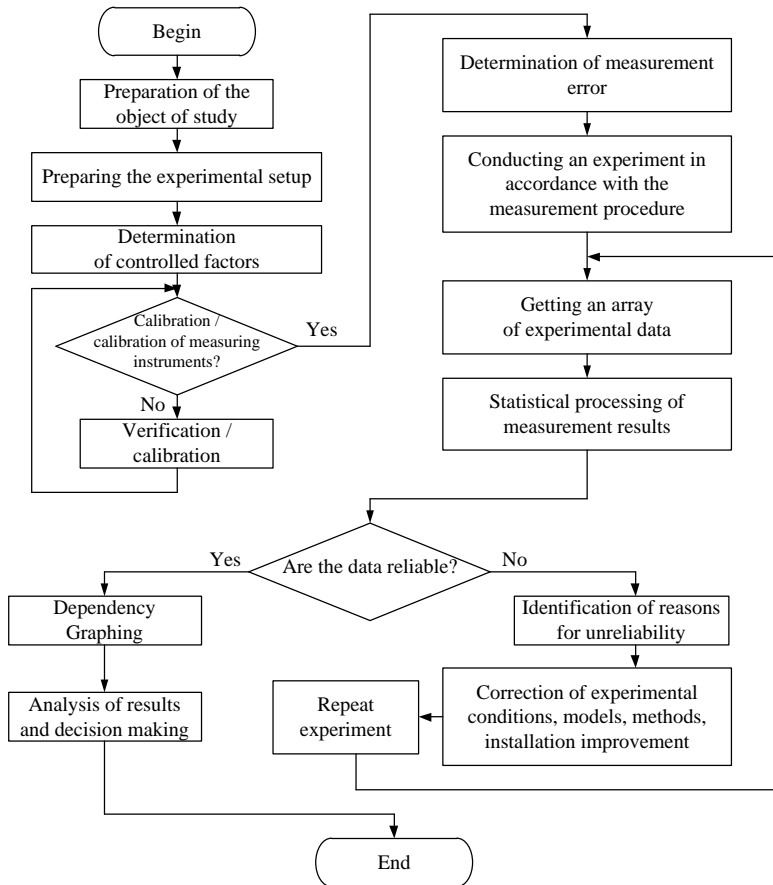 Begin
Preparation of the
object of study
Preparing the experimental setup
Determination
of controlled factors
Calibration /
calibration of measuring
instruments?
Yes
No
Verification /
calibration
Determination of measurement
error
Conducting an experiment in
accordance with the
measurement procedure
Getting an array
of experimental data
Statistical processing of
measurement results
Are the data reliable?
Yes
No
Dependency
Graphing
Analysis of results
and decision making
Identification of reasons
for unreliability
Correction of experimental
conditions, models, methods,
installation improvement
Repeat
experiment
End